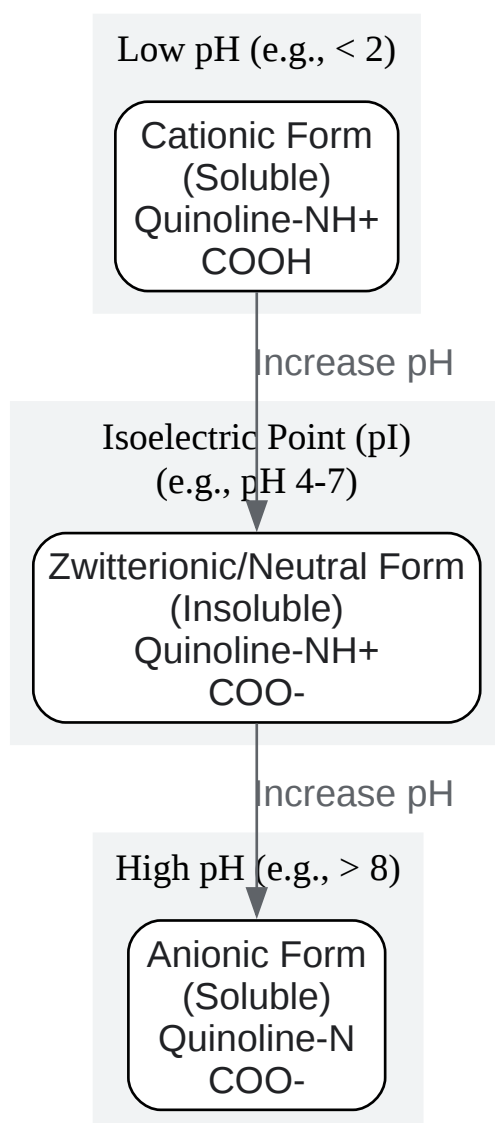 Low pH (e.g., < 2)
Cationic Form
(Soluble)
Quinoline-NH+
COOH
Increase pH
Isoelectric Point (pI)
(e.g., pH 4-7)
Zwitterionic/Neutral Form
(Insoluble)
Quinoline-NH+
COO-
Increase pH
High pH (e.g., > 8)
Anionic Form
(Soluble)
Quinoline-N
COO-